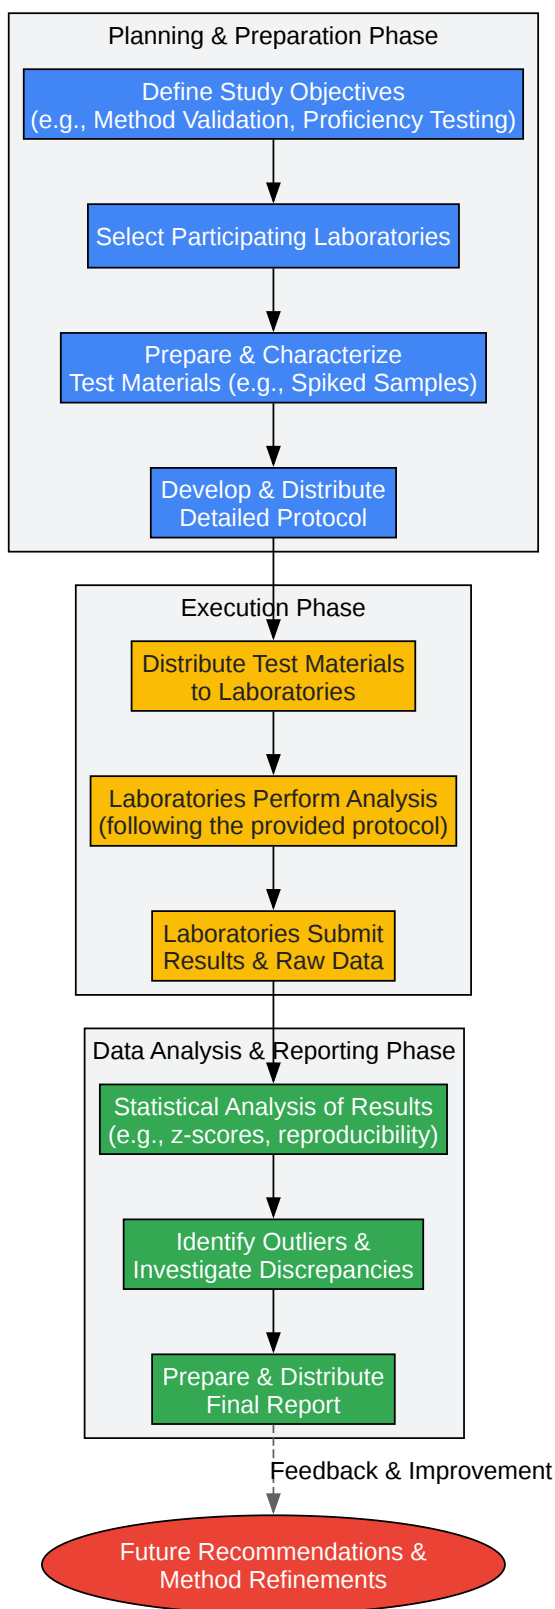 Planning & Preparation Phase
Define Study Objectives
(e.g., Method Validation, Proficiency Testing)
Select Participating Laboratories
Prepare & Characterize
Test Materials (e.g., Spiked Samples)
Develop & Distribute
Detailed Protocol
Execution Phase
Distribute Test Materials
to Laboratories
Laboratories Perform Analysis
(following the provided protocol)
Laboratories Submit
Results & Raw Data
Data Analysis & Reporting Phase
Statistical Analysis of Results
(e.g., z-scores, reproducibility)
Identify Outliers &
Investigate Discrepancies
Prepare & Distribute
Final Report
Feedback & Improvement
Future Recommendations &
Method Refinements